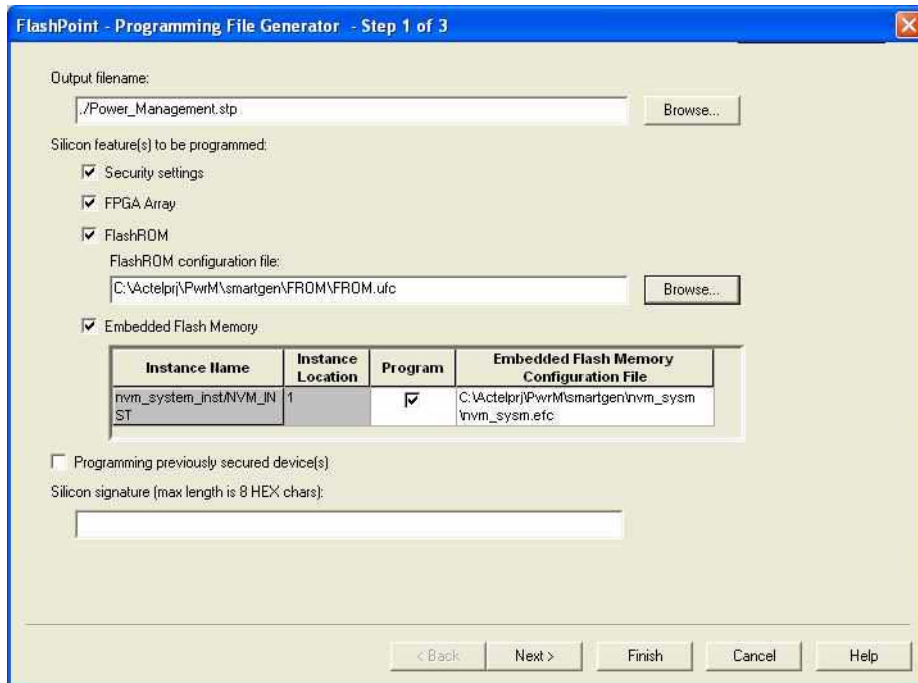 FlashPoint - Programming File Generator - Step 1 of 3
Output filename:
./Power_Management.stp
Browse...
Silicon feature(s) to be programmed:
Security settings
FPGA Array
FlashROM
FlashROM configuration file:
C:\Actelprj\PwrM\smartgen\FROM\FROM.ufc
Browse...
Embedded Flash Memory
Instance Name
Instance
Location
Program
Embedded Flash Memory
Configuration File
nvm_system_inst/NVM_IN
ST
1
C:\Actelprj\PwrM\smartgen\nvm_sysm
\nvm_sysm.efc
Programming previously secured device(s)
Silicon signature (max length is 8 HEX chars):
< Back
Next >
Finish
Cancel
Help